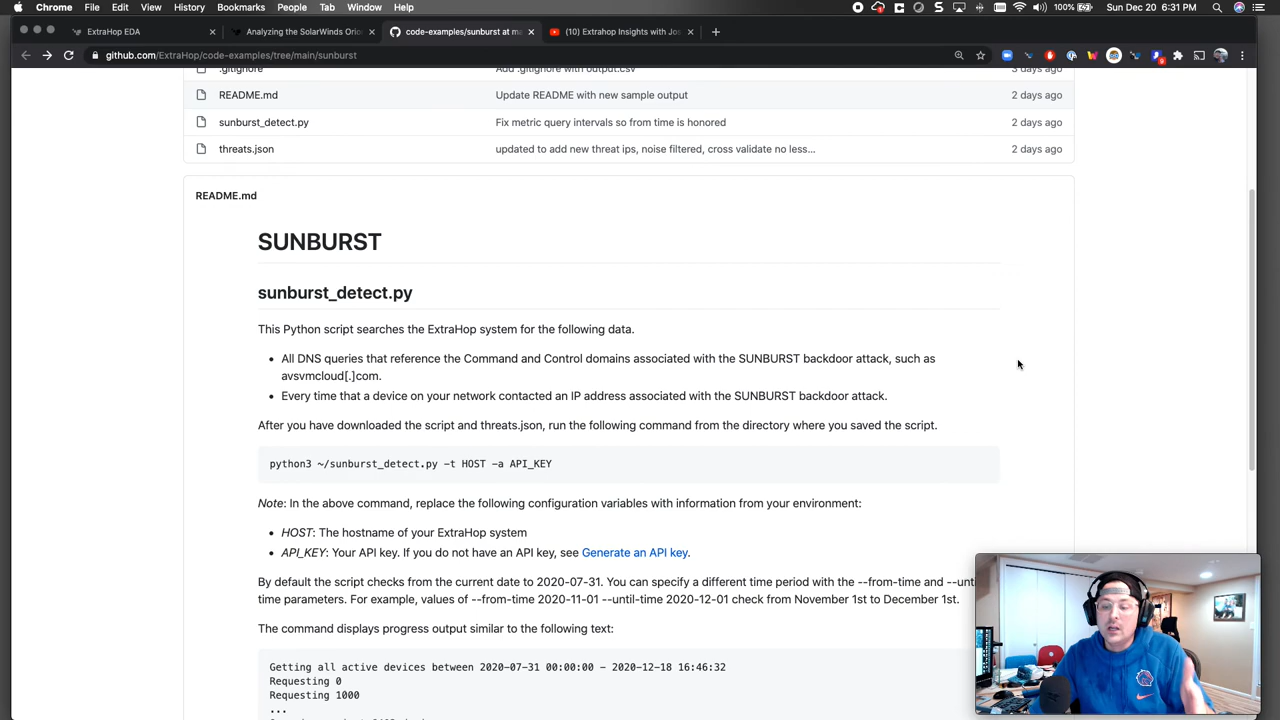 Chrome File Edit View History Bookmarks People Tab Window Help 100% Sun Dec 20 6:31 PM
ExtraHop EDA Analyzing the SolarWinds Orio code-examples/sunburst at ma (10) Extrahop Insights with Jos
github.com/ExtraHop/code-examples/tree/main/sunburst
.gitignore Add .gitignore with output.csv 3 days ago
README.md Update README with new sample output 2 days ago
sunburst_detect.py Fix metric query intervals so from time is honored 2 days ago
threats.json updated to add new threat ips, noise filtered, cross validate no less... 2 days ago
README.md
SUNBURST
sunburst_detect.py
This Python script searches the ExtraHop system for the following data.
• All DNS queries that reference the Command and Control domains associated with the SUNBURST backdoor attack, such as
avsvmcloud[.]com.
• Every time that a device on your network contacted an IP address associated with the SUNBURST backdoor attack.
After you have downloaded the script and threats.json, run the following command from the directory where you saved the script.
python3 ~/sunburst_detect.py -t HOST -a API_KEY
Note: In the above command, replace the following configuration variables with information from your environment:
• HOST: The hostname of your ExtraHop system
• API_KEY: Your API key. If you do not have an API key, see Generate an API key.
By default the script checks from the current date to 2020-07-31. You can specify a different time period with the --from-time and --unti
time parameters. For example, values of --from-time 2020-11-01 --until-time 2020-12-01 check from November 1st to December 1st.
The command displays progress output similar to the following text:
Getting all active devices between 2020-07-31 00:00:00 - 2020-12-18 16:46:32
Requesting 0
Requesting 1000
...